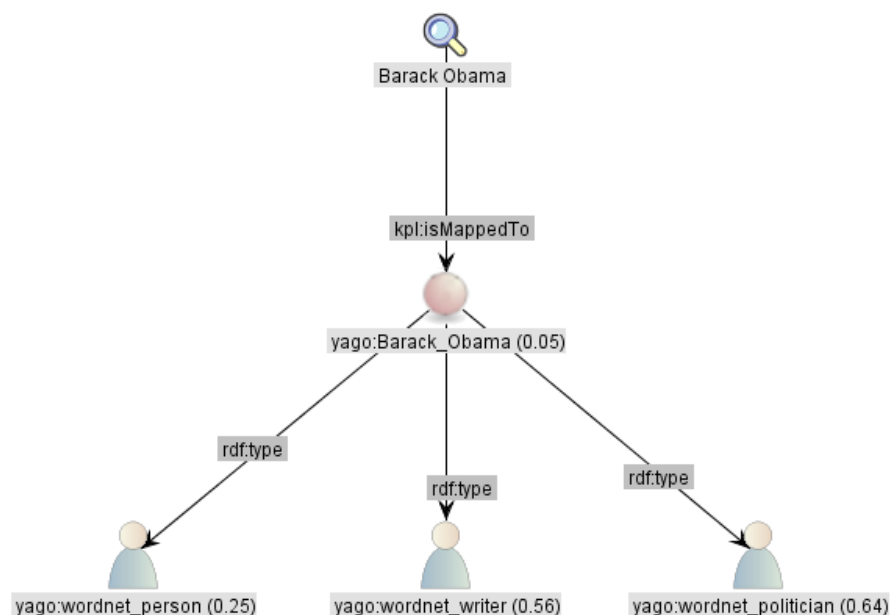 Barack Obama
kpl:isMappedTo
yago:Barack_Obama (0.05)
rdf:type
rdf:type
rdf:type
yago:wordnet_person (0.25)
yago:wordnet_writer (0.56)
yago:wordnet_politician (0.64)